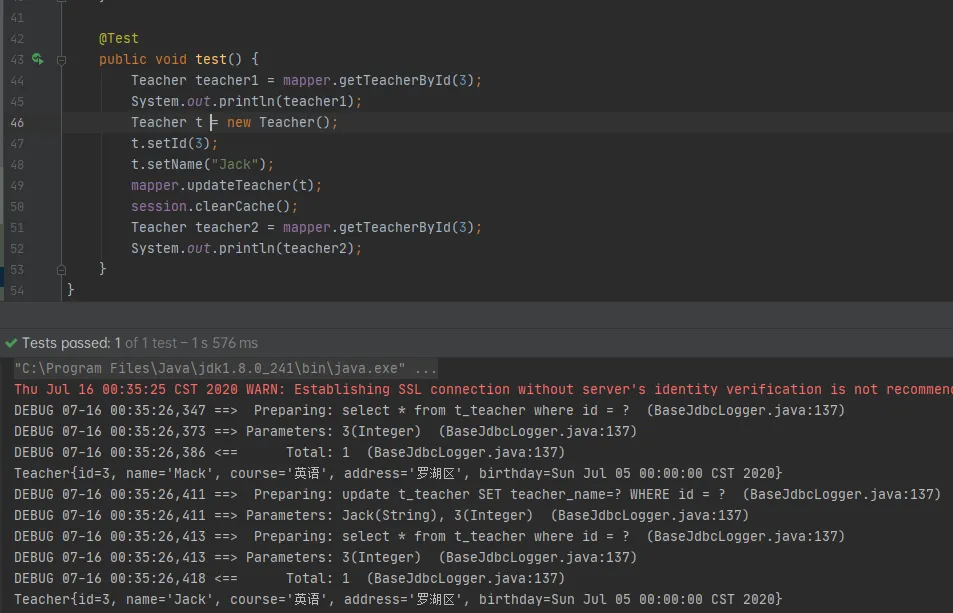 41
42 @Test
43 public void test() {
44 Teacher teacher1 = mapper.getTeacherById(3);
45 System.out.println(teacher1);
46 Teacher t = new Teacher();
47 t.setId(3);
48 t.setName("Jack");
49 mapper.updateTeacher(t);
50 session.clearCache();
51 Teacher teacher2 = mapper.getTeacherById(3);
52 System.out.println(teacher2);
53 }
54 }
Tests passed: 1 of 1 test – 1 s 576 ms
"C:\Program Files\Java\jdk1.8.0_241\bin\java.exe" ...
Thu Jul 16 00:35:25 CST 2020 WARN: Establishing SSL connection without server's identity verification is not recommen
DEBUG 07-16 00:35:26,347 ==>  Preparing: select * from t_teacher where id = ?  (BaseJdbcLogger.java:137)
DEBUG 07-16 00:35:26,373 ==> Parameters: 3(Integer)  (BaseJdbcLogger.java:137)
DEBUG 07-16 00:35:26,386 <==      Total: 1  (BaseJdbcLogger.java:137)
Teacher{id=3, name='Mack', course='英语', address='罗湖区', birthday=Sun Jul 05 00:00:00 CST 2020}
DEBUG 07-16 00:35:26,411 ==>  Preparing: update t_teacher SET teacher_name=? WHERE id = ?  (BaseJdbcLogger.java:137)
DEBUG 07-16 00:35:26,411 ==> Parameters: Jack(String), 3(Integer)  (BaseJdbcLogger.java:137)
DEBUG 07-16 00:35:26,413 ==>  Preparing: select * from t_teacher where id = ?  (BaseJdbcLogger.java:137)
DEBUG 07-16 00:35:26,413 ==> Parameters: 3(Integer)  (BaseJdbcLogger.java:137)
DEBUG 07-16 00:35:26,418 <==      Total: 1  (BaseJdbcLogger.java:137)
Teacher{id=3, name='Jack', course='英语', address='罗湖区', birthday=Sun Jul 05 00:00:00 CST 2020}